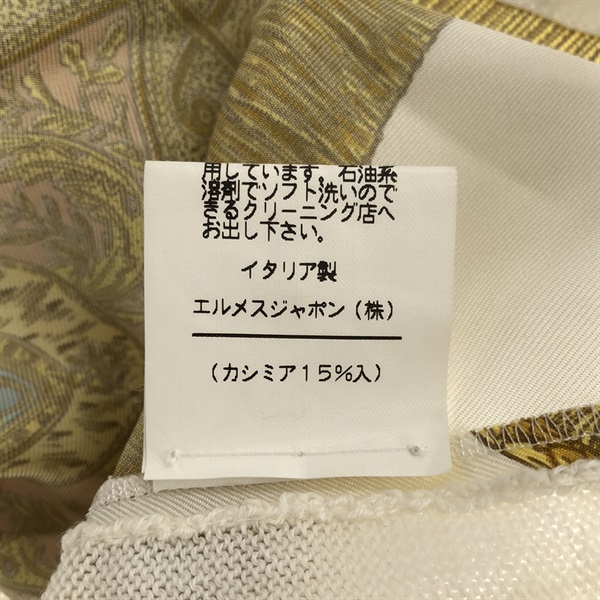 用しています。石油系
溶剤でソフト洗いので
きるクリーニング店へ
お出し下さい。
イタリア製
エルメスジャポン（株）
（カシミア１５％入）